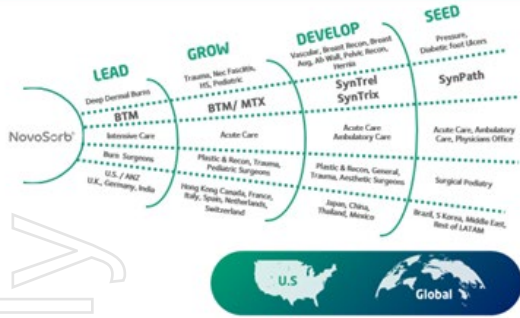 LEAD
GROW
DEVELOP
SEED
Deep Dermal Burns
Trauma, Nec Fasciitis,
HS, Pediatric
Vascular, Breast Recon, Breast
Aug, Ab Wall, Pelvic Recon,
Hernia
Pressure,
Diabetic Foot Ulcers
NovoSorb®
BTM
BTM/ MTX
SynTrel
SynTrix
SynPath
Intensive Care
Acute Care
Acute Care
Ambulatory Care
Acute Care, Ambulatory
Care, Physicians Office
Burn Surgeons
Plastic & Recon, Trauma,
Pediatric Surgeons
Plastic & Recon, General,
Trauma, Aesthetic Surgeons
Surgical Podiatry
U.S./ ANZ
U.K., Germany, India
Hong Kong Canada, France,
Italy, Spain, Netherlands,
Switzerland
Japan, China,
Thailand, Mexico
Brazil, S Korea, Middle East,
Rest of LATAM
U.S
Global
ly